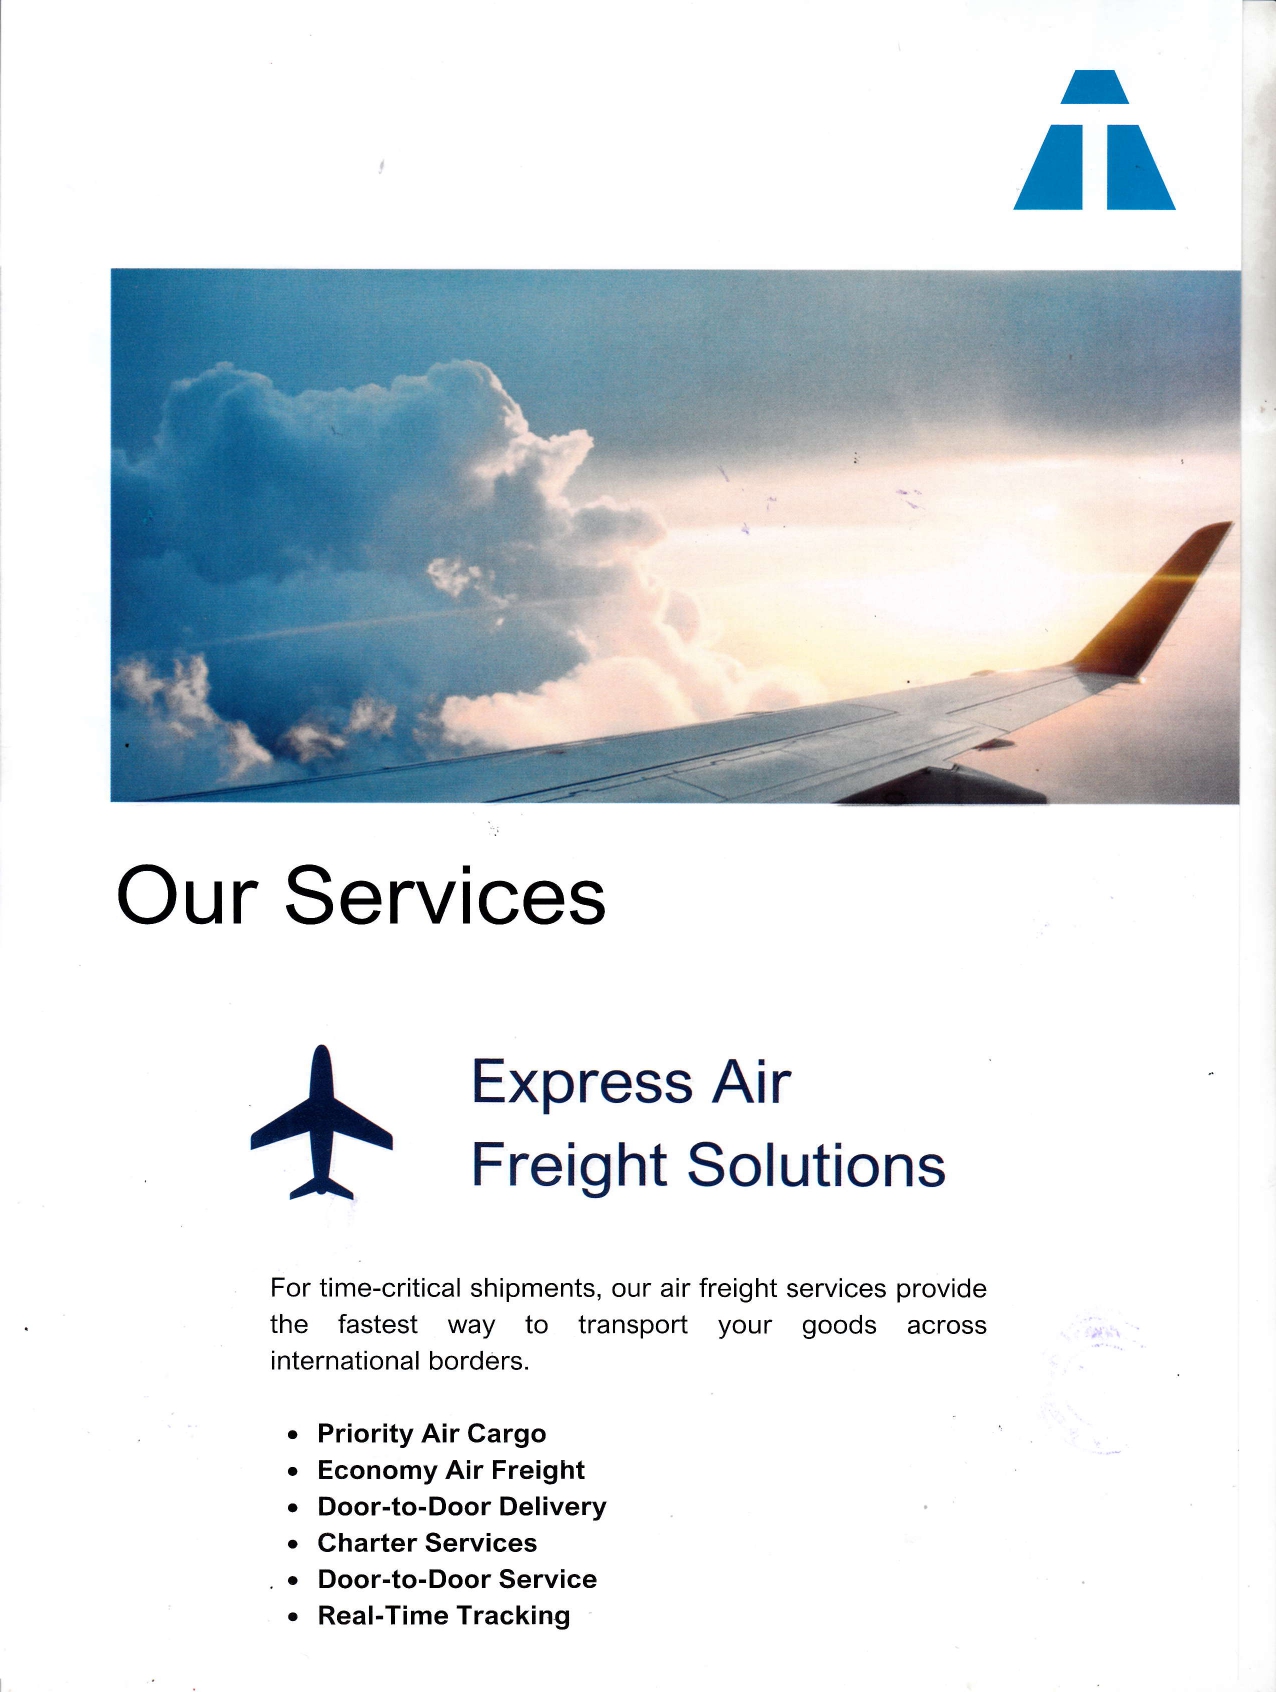 Our Services
Express Air
Freight Solutions
For time-critical shipments, our air freight services provide
the fastest way to transport your goods across
international borders.
• Priority Air Cargo
• Economy Air Freight
• Door-to-Door Delivery
• Charter Services
• Door-to-Door Service
• Real-Time Tracking